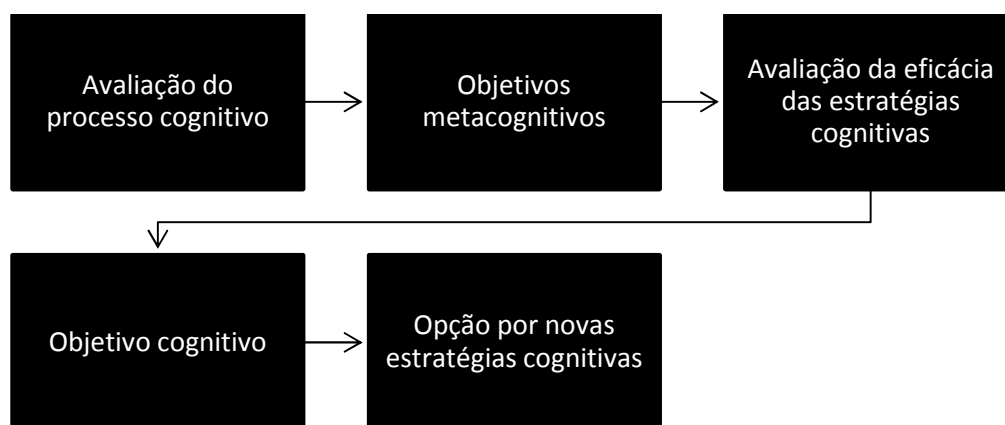 Avaliação do
processo cognitivo
Objetivos
metacognitivos
Avaliação da eficácia
das estratégias
cognitivas
Objetivo cognitivo
Opção por novas
estratégias cognitivas